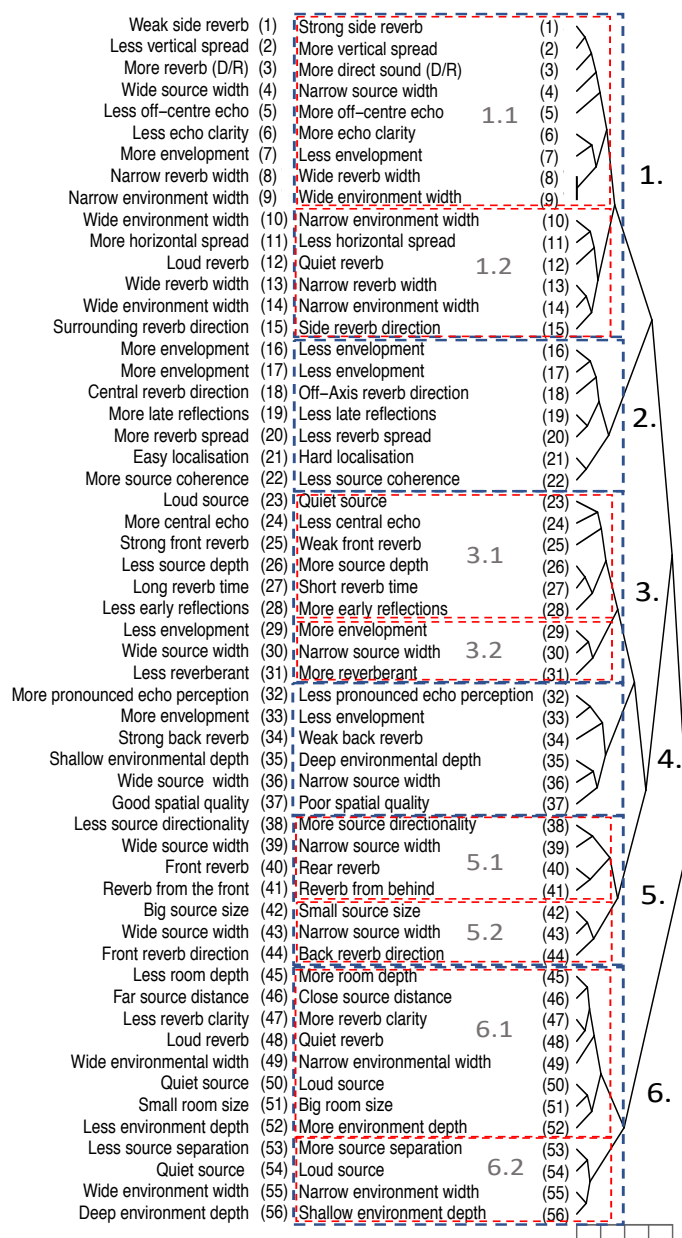 Weak side reverb (1) Strong side reverb (1)
Less vertical spread (2) More vertical spread (2)
More reverb (D/R) (3) More direct sound (D/R) (3)
Wide source width (4) Narrow source width (4)
Less off−centre echo (5) More off−centre echo (5)
1.1
Less echo clarity (6) More echo clarity (6)
More envelopment (7) Less envelopment (7)
Narrow reverb width (8) Wide reverb width (8)
1.
Narrow environment width (9) Wide environment width (9)
Wide environment width (10) Narrow environment width (10)
More horizontal spread (11) Less horizontal spread (11)
1.2
Loud reverb (12) Quiet reverb (12)
Wide reverb width (13) Narrow reverb width (13)
Wide environment width (14) Narrow environment width (14)
Surrounding reverb direction (15) Side reverb direction (15)
More envelopment (16) Less envelopment (16)
More envelopment (17) Less envelopment (17)
Central reverb direction (18) Off−Axis reverb direction (18)
More late reflections (19) Less late reflections (19)
2.
More reverb spread (20) Less reverb spread (20)
Easy localisation (21) Hard localisation (21)
More source coherence (22) Less source coherence (22)
Loud source (23) Quiet source (23)
More central echo (24) Less central echo (24)
Strong front reverb (25) Weak front reverb (25)
3.1
Less source depth (26) More source depth (26)
Long reverb time (27) Short reverb time (27)
3.
Less early reflections (28) More early reflections (28)
Less envelopment (29) More envelopment (29)
Wide source width (30) Narrow source width (30)
3.2
Less reverberant (31) More reverberant (31)
More pronounced echo perception (32) Less pronounced echo perception (32)
More envelopment (33) Less envelopment (33)
Strong back reverb (34) Weak back reverb (34)
Shallow environmental depth (35) Deep environmental depth (35)
4.
Wide source width (36) Narrow source width (36)
Good spatial quality (37) Poor spatial quality (37)
Less source directionality (38) More source directionality (38)
Wide source width (39) Narrow source width (39)
5.1
Front reverb (40) Rear reverb (40)
Reverb from the front (41) Reverb from behind (41)
5.
Big source size (42) Small source size (42)
Wide source width (43) Narrow source width (43)
5.2
Front reverb direction (44) Back reverb direction (44)
Less room depth (45) More room depth (45)
Far source distance (46) Close source distance (46)
Less reverb clarity (47) More reverb clarity (47)
6.1
Loud reverb (48) Quiet reverb (48)
Wide environmental width (49) Narrow environmental width (49)
Quiet source (50) Loud source (50)
6.
Small room size (51) Big room size (51)
Less environment depth (52) More environment depth (52)
Less source separation (53) More source separation (53)
Quiet source (54) Loud source (54)
6.2
Wide environment width (55) Narrow environment width (55)
Deep environment depth (56) Shallow environment depth (56)